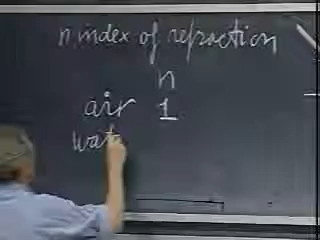 n index of refraction
n
air 1
wat